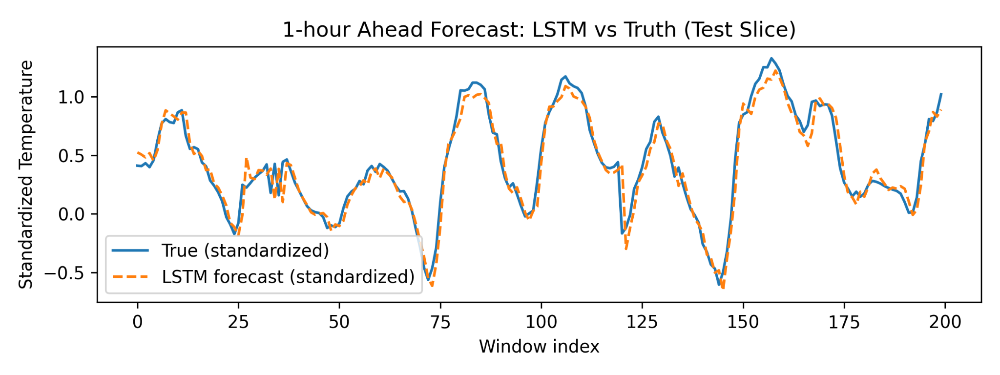 1-hour Ahead Forecast: LSTM vs Truth (Test Slice)
Standardized Temperature
1.0
0.5
0.0
−0.5
True (standardized)
LSTM forecast (standardized)
0 25 50 75 100 125 150 175 200
Window index